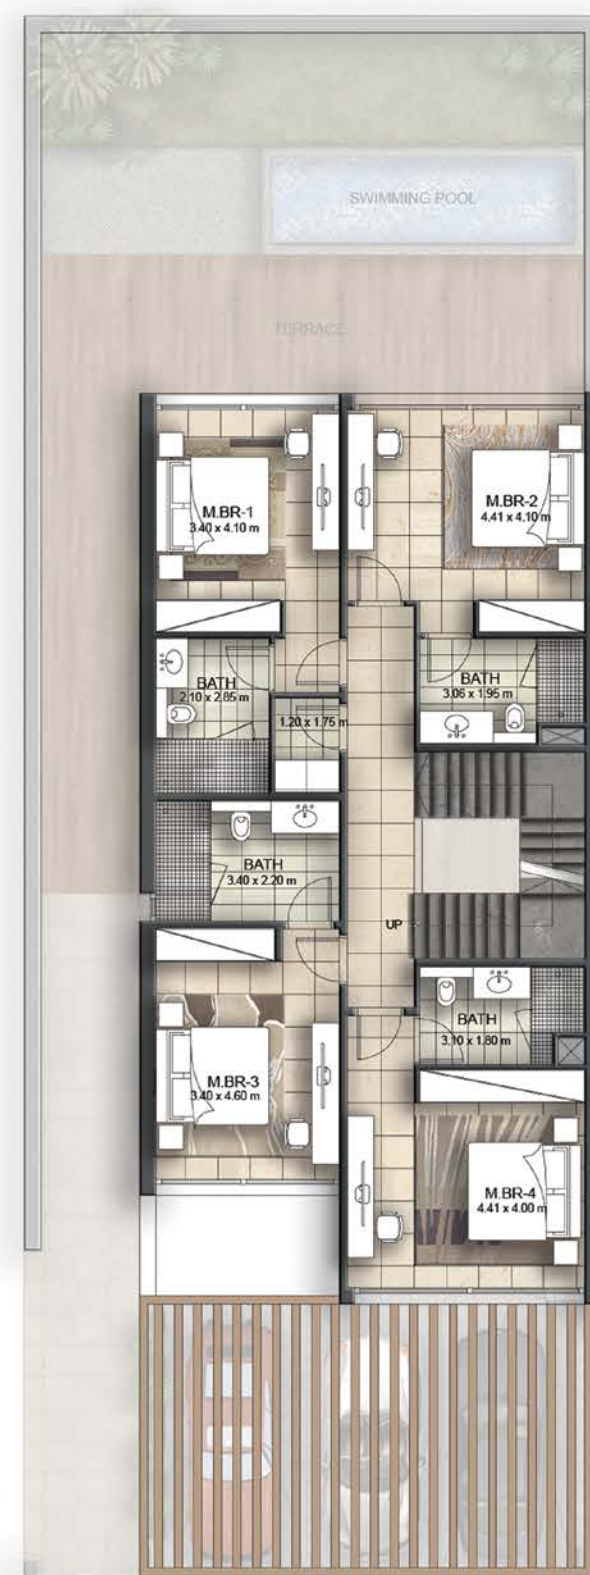 SWIMMING POOL
TERRACE
M.BR-1
3.40 x 4.10 m
M.BR-2
4.41 x 4.10 m
BATH
2.10 x 2.85 m
BATH
3.06 x 1.95 m
1.20 x 1.75 m
BATH
3.40 x 2.20 m
UP
BATH
3.10 x 1.80 m
M.BR-3
3.40 x 4.60 m
M.BR-4
4.41 x 4.00 m